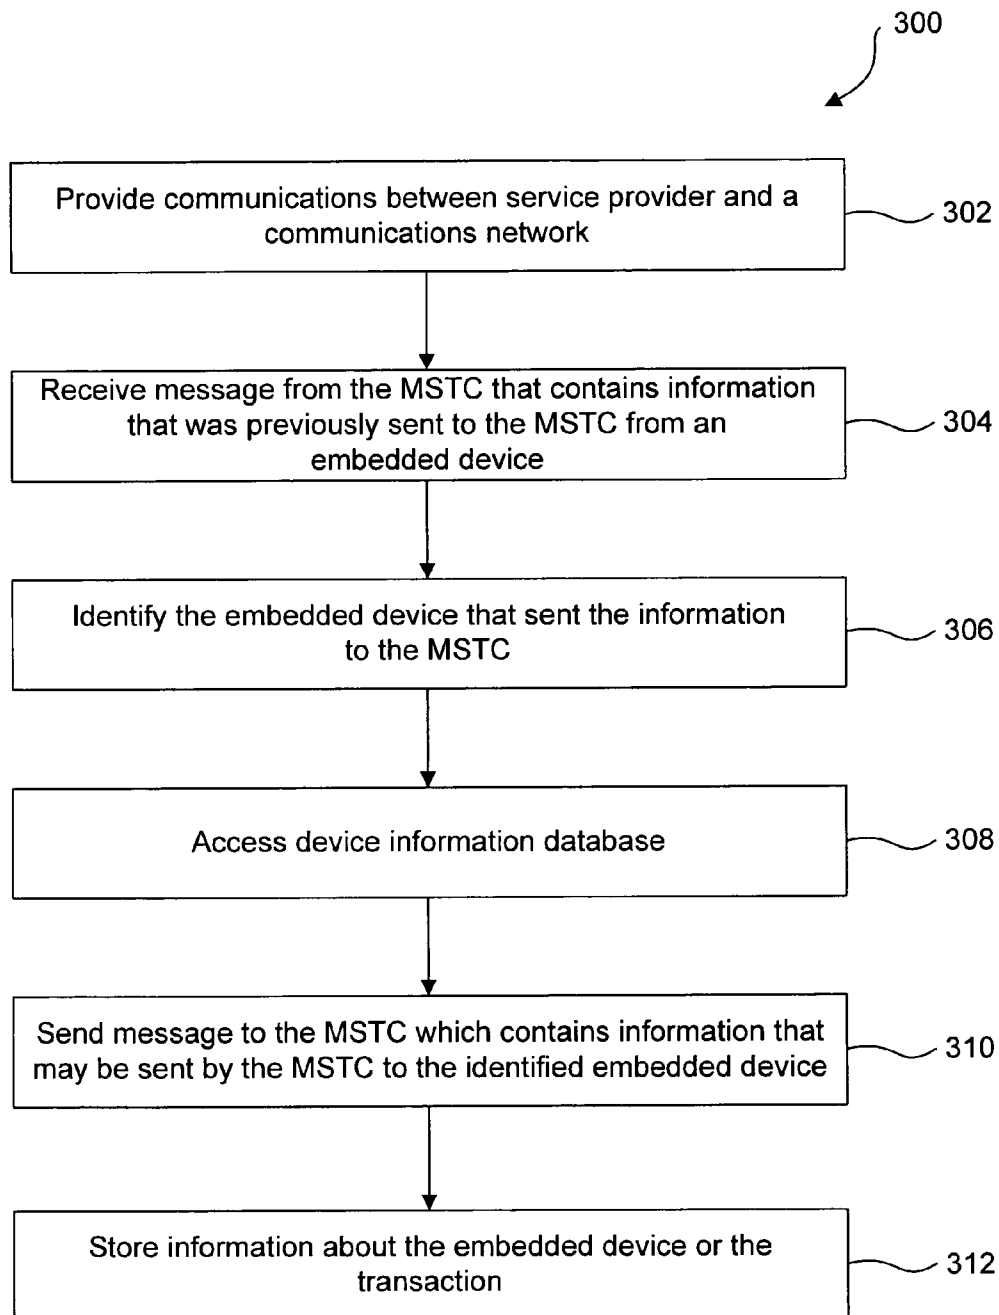 300
Provide communications between service provider and a
communications network
302
Receive message from the MSTC that contains information
that was previously sent to the MSTC from an
embedded device
304
Identify the embedded device that sent the information
to the MSTC
306
Access device information database
308
Send message to the MSTC which contains information that
may be sent by the MSTC to the identified embedded device
310
Store information about the embedded device or the
transaction
312